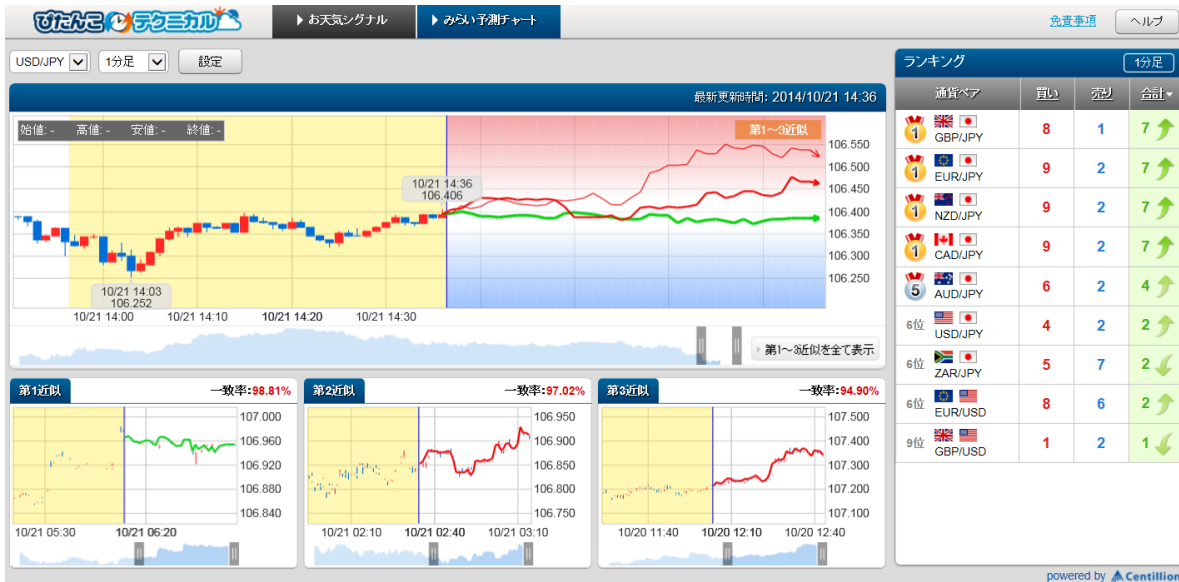 ぴたんこテクニカル
お天気シグナル
みらい予測チャート
免責事項
ヘルプ
USD/JPY
1分足
設定
最新更新時間: 2014/10/21 14:36
始値: - 高値: - 安値: - 終値: -
第1～3近似
106.550
106.500
106.450
106.400
106.350
106.300
106.250
10/21 14:36
106.406
10/21 14:03
106.252
10/21 14:00 10/21 14:10 10/21 14:20 10/21 14:30
第1～3近似を全て表示
第1近似 一致率:98.81%
107.000
106.960
106.920
106.880
106.840
10/21 05:30 10/21 06:20
第2近似 一致率:97.02%
106.950
106.900
106.850
106.800
106.750
10/21 02:10 10/21 02:40 10/21 03:10
第3近似 一致率:94.90%
107.500
107.400
107.300
107.200
107.100
10/20 11:40 10/20 12:10 10/20 12:40
ランキング 1分足
通貨ペア 買い 売り 合計
1 GBP/JPY 8 1 7
1 EUR/JPY 9 2 7
1 NZD/JPY 9 2 7
1 CAD/JPY 9 2 7
5 AUD/JPY 6 2 4
6位 USD/JPY 4 2 2
6位 ZAR/JPY 5 7 2
6位 EUR/USD 8 6 2
9位 GBP/USD 1 2 1
powered by Centillion